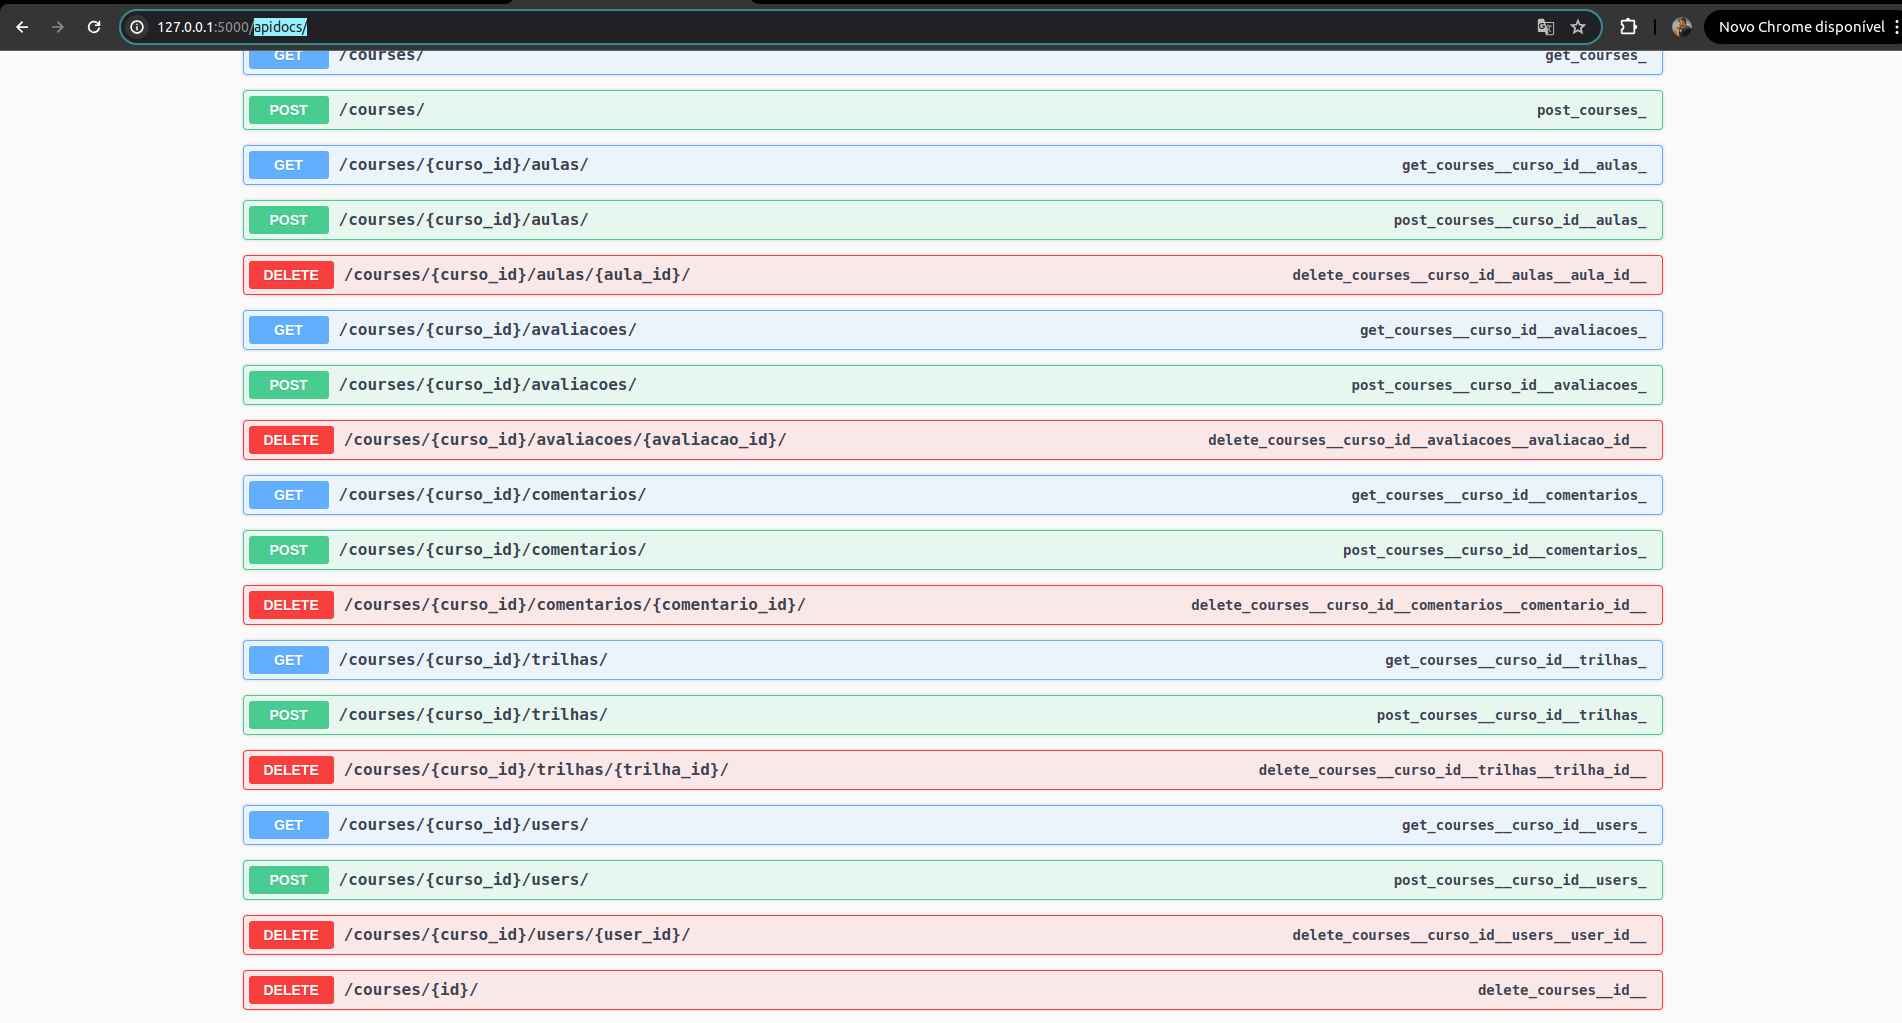 127.0.0.1:5000/apidocs/
Novo Chrome disponível
GET /courses/ get_courses_
POST /courses/ post_courses_
GET /courses/{curso_id}/aulas/ get_courses__curso_id__aulas_
POST /courses/{curso_id}/aulas/ post_courses__curso_id__aulas_
DELETE /courses/{curso_id}/aulas/{aula_id}/ delete_courses__curso_id__aulas__aula_id__
GET /courses/{curso_id}/avaliacoes/ get_courses__curso_id__avaliacoes_
POST /courses/{curso_id}/avaliacoes/ post_courses__curso_id__avaliacoes_
DELETE /courses/{curso_id}/avaliacoes/{avaliacao_id}/ delete_courses__curso_id__avaliacoes__avaliacao_id__
GET /courses/{curso_id}/comentarios/ get_courses__curso_id__comentarios_
POST /courses/{curso_id}/comentarios/ post_courses__curso_id__comentarios_
DELETE /courses/{curso_id}/comentarios/{comentario_id}/ delete_courses__curso_id__comentarios__comentario_id__
GET /courses/{curso_id}/trilhas/ get_courses__curso_id__trilhas_
POST /courses/{curso_id}/trilhas/ post_courses__curso_id__trilhas_
DELETE /courses/{curso_id}/trilhas/{trilha_id}/ delete_courses__curso_id__trilhas__trilha_id__
GET /courses/{curso_id}/users/ get_courses__curso_id__users_
POST /courses/{curso_id}/users/ post_courses__curso_id__users_
DELETE /courses/{curso_id}/users/{user_id}/ delete_courses__curso_id__users__user_id__
DELETE /courses/{id}/ delete_courses__id__